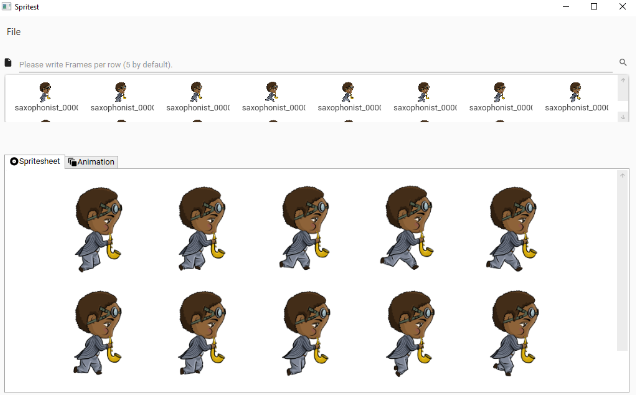 Spritest
File
Please write Frames per row (5 by default).
saxophonist_000( saxophonist_000( saxophonist_000( saxophonist_000( saxophonist_000( saxophonist_000( saxophonist_000( saxophonist_000(
Spritesheet Animation